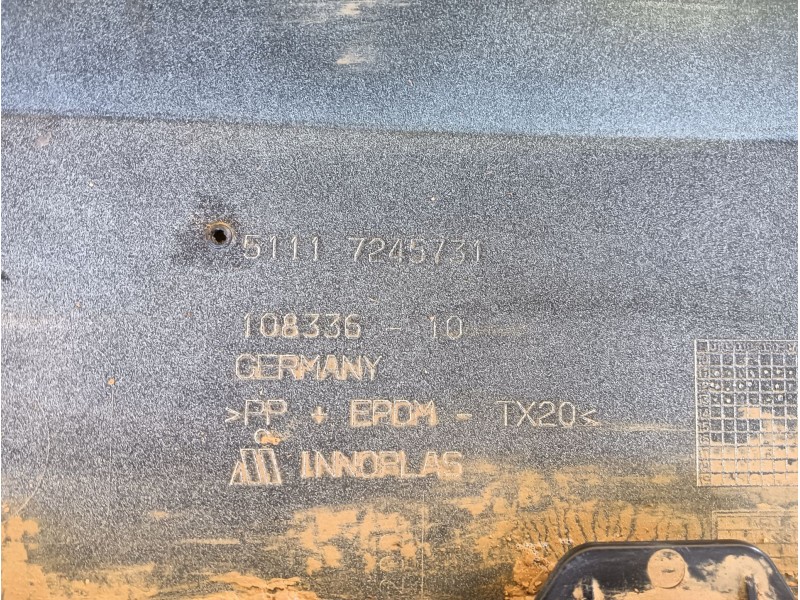 5111 7245731
108336 - 10
GERMANY
>PP + EPDM - TX20<
INNOPLAS